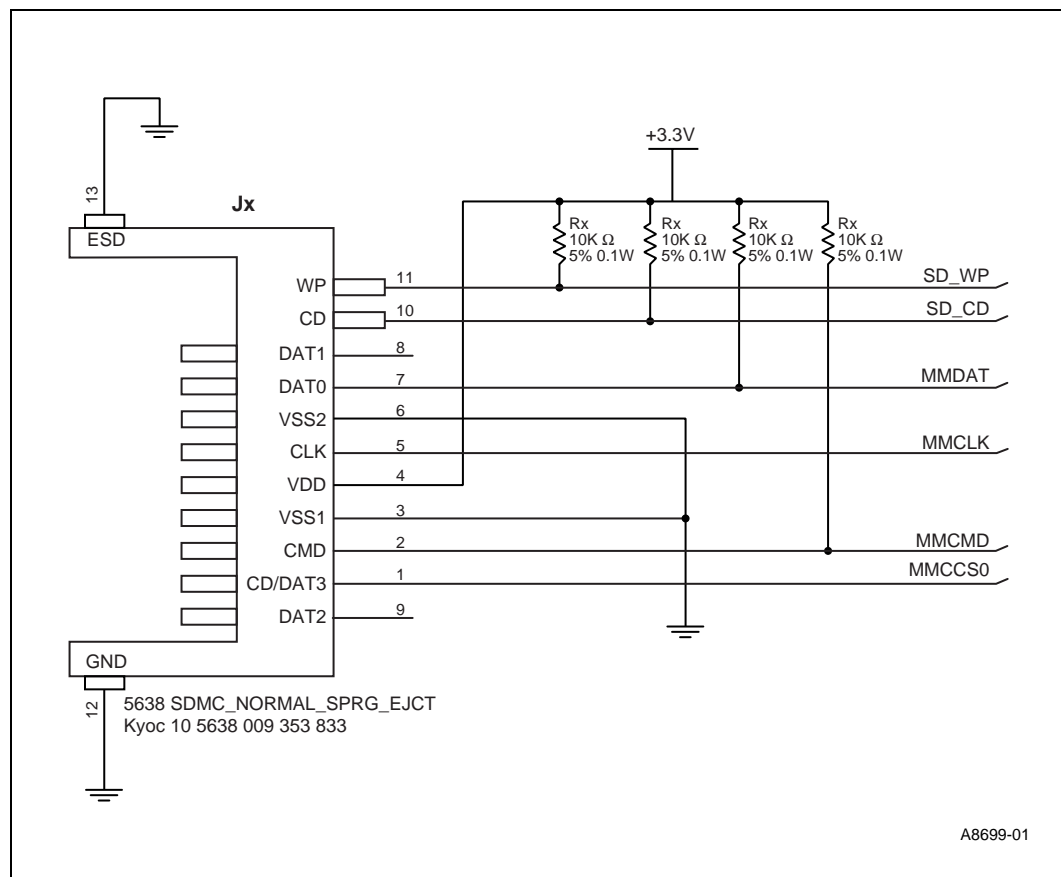 +3.3V
13
Jx
ESD
Rx
10K Ω
5% 0.1W
Rx
10K Ω
5% 0.1W
Rx
10K Ω
5% 0.1W
Rx
10K Ω
5% 0.1W
WP 11 SD_WP
CD 10 SD_CD
DAT1 8
DAT0 7 MMDAT
VSS2 6
CLK 5 MMCLK
VDD 4
VSS1 3
CMD 2 MMCMD
CD/DAT3 1 MMCCS0
DAT2 9
GND
12
5638 SDMC_NORMAL_SPRG_EJCT
Kyoc 10 5638 009 353 833
A8699-01